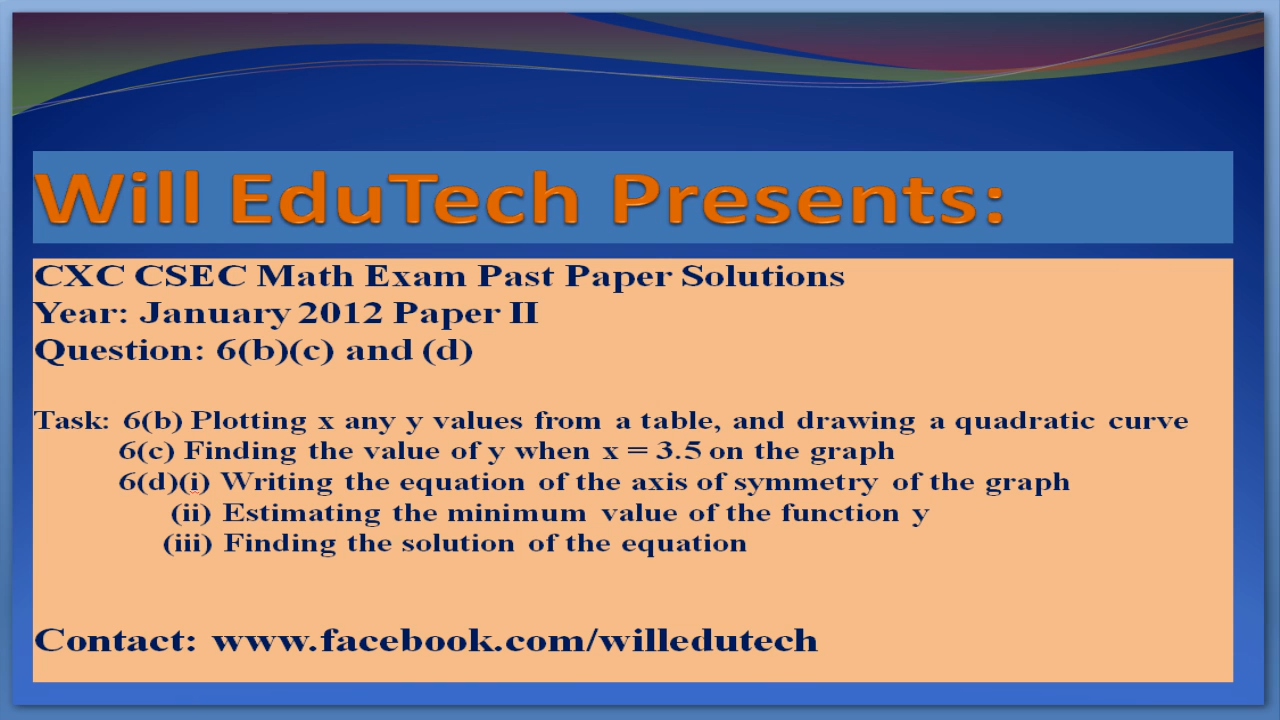 Will EduTech Presents:
CXC CSEC Math Exam Past Paper Solutions
Year: January 2012 Paper II
Question: 6(b)(c) and (d)
Task: 6(b) Plotting x any y values from a table, and drawing a quadratic curve
6(c) Finding the value of y when x = 3.5 on the graph
6(d)(i) Writing the equation of the axis of symmetry of the graph
(ii) Estimating the minimum value of the function y
(iii) Finding the solution of the equation
Contact: www.facebook.com/willedutech